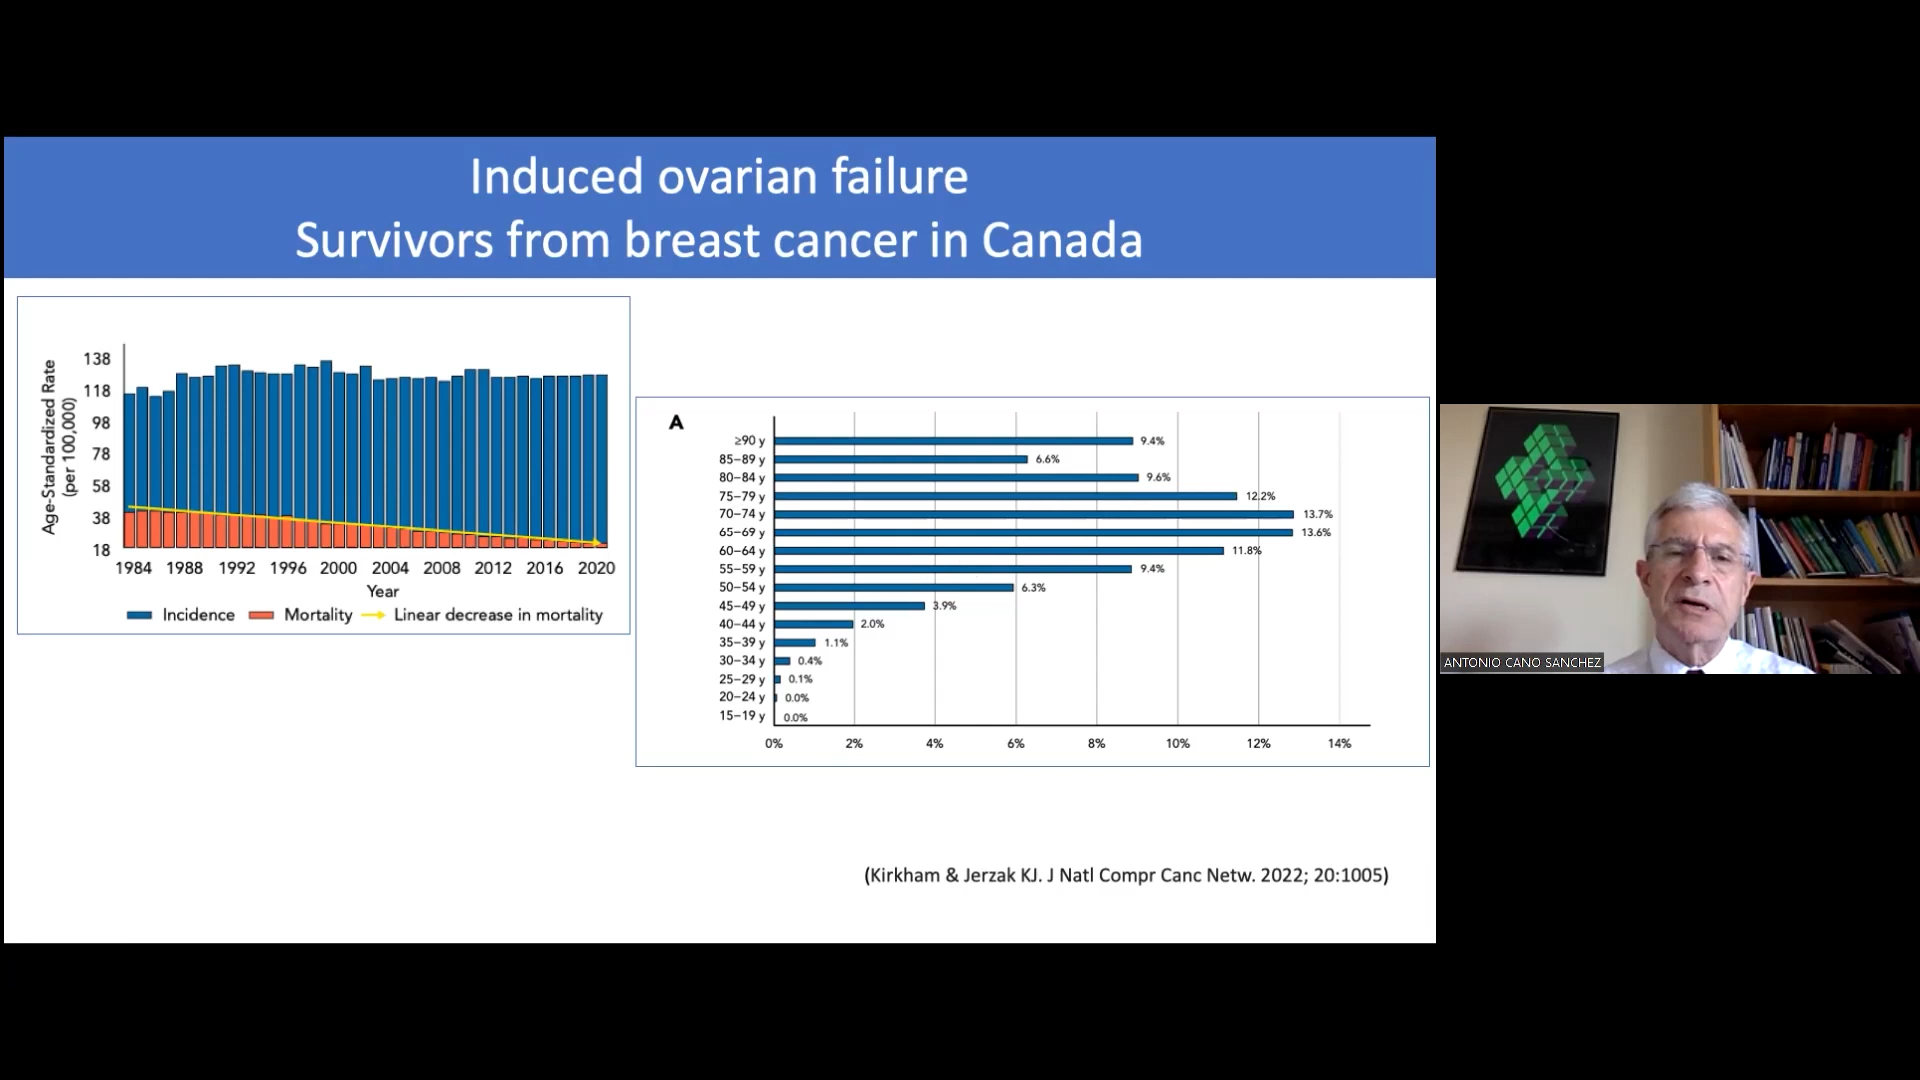 Induced ovarian failure
Survivors from breast cancer in Canada
Age-Standardized Rate
(per 100,000)
138
118
98
78
58
38
18
1984 1988 1992 1996 2000 2004 2008 2012 2016 2020
Year
Incidence Mortality Linear decrease in mortality
A
≥90 y 9.4%
85–89 y 6.6%
80–84 y 9.6%
75–79 y 12.2%
70–74 y 13.7%
65–69 y 13.6%
60–64 y 11.8%
55–59 y 9.4%
50–54 y 6.3%
45–49 y 3.9%
40–44 y 2.0%
35–39 y 1.1%
30–34 y 0.4%
25–29 y 0.1%
20–24 y 0.0%
15–19 y 0.0%
0% 2% 4% 6% 8% 10% 12% 14%
(Kirkham & Jerzak KJ. J Natl Compr Canc Netw. 2022; 20:1005)
ANTONIO CANO SANCHEZ